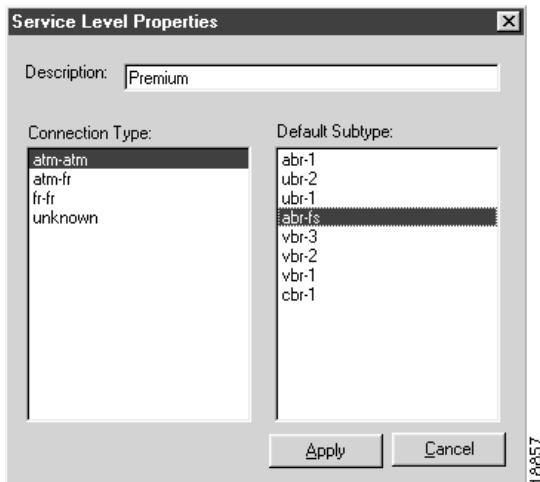 Service Level Properties
Description: Premium
Connection Type:
atm-atm
atm-fr
fr-fr
unknown
Default Subtype:
abr-1
ubr-2
ubr-1
abr-fs
vbr-3
vbr-2
vbr-1
cbr-1
Apply
Cancel
18857